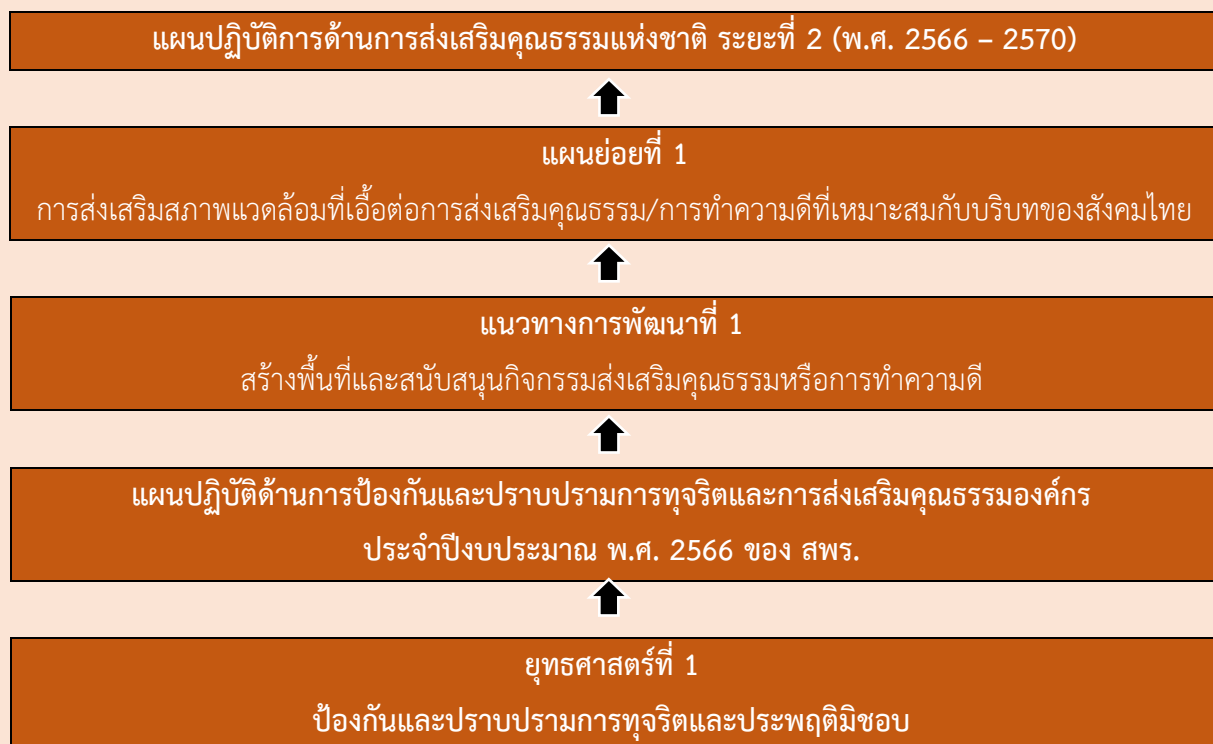 แผนปฏิบัติการด้านการส่งเสริมคุณธรรมแห่งชาติ ระยะที่ 2 (พ.ศ. 2566 – 2570)
แผนย่อยที่ 1
การส่งเสริมสภาพแวดล้อมที่เอื้อต่อการส่งเสริมคุณธรรม/การทำความดีที่เหมาะสมกับบริบทของสังคมไทย
แนวทางการพัฒนาที่ 1
สร้างพื้นที่และสนับสนุนกิจกรรมส่งเสริมคุณธรรมหรือการทำความดี
แผนปฏิบัติด้านการป้องกันและปราบปรามการทุจริตและการส่งเสริมคุณธรรมองค์กร
ประจำปีงบประมาณ พ.ศ. 2566 ของ สพร.
ยุทธศาสตร์ที่ 1
ป้องกันและปราบปรามการทุจริตและประพฤติมิชอบ